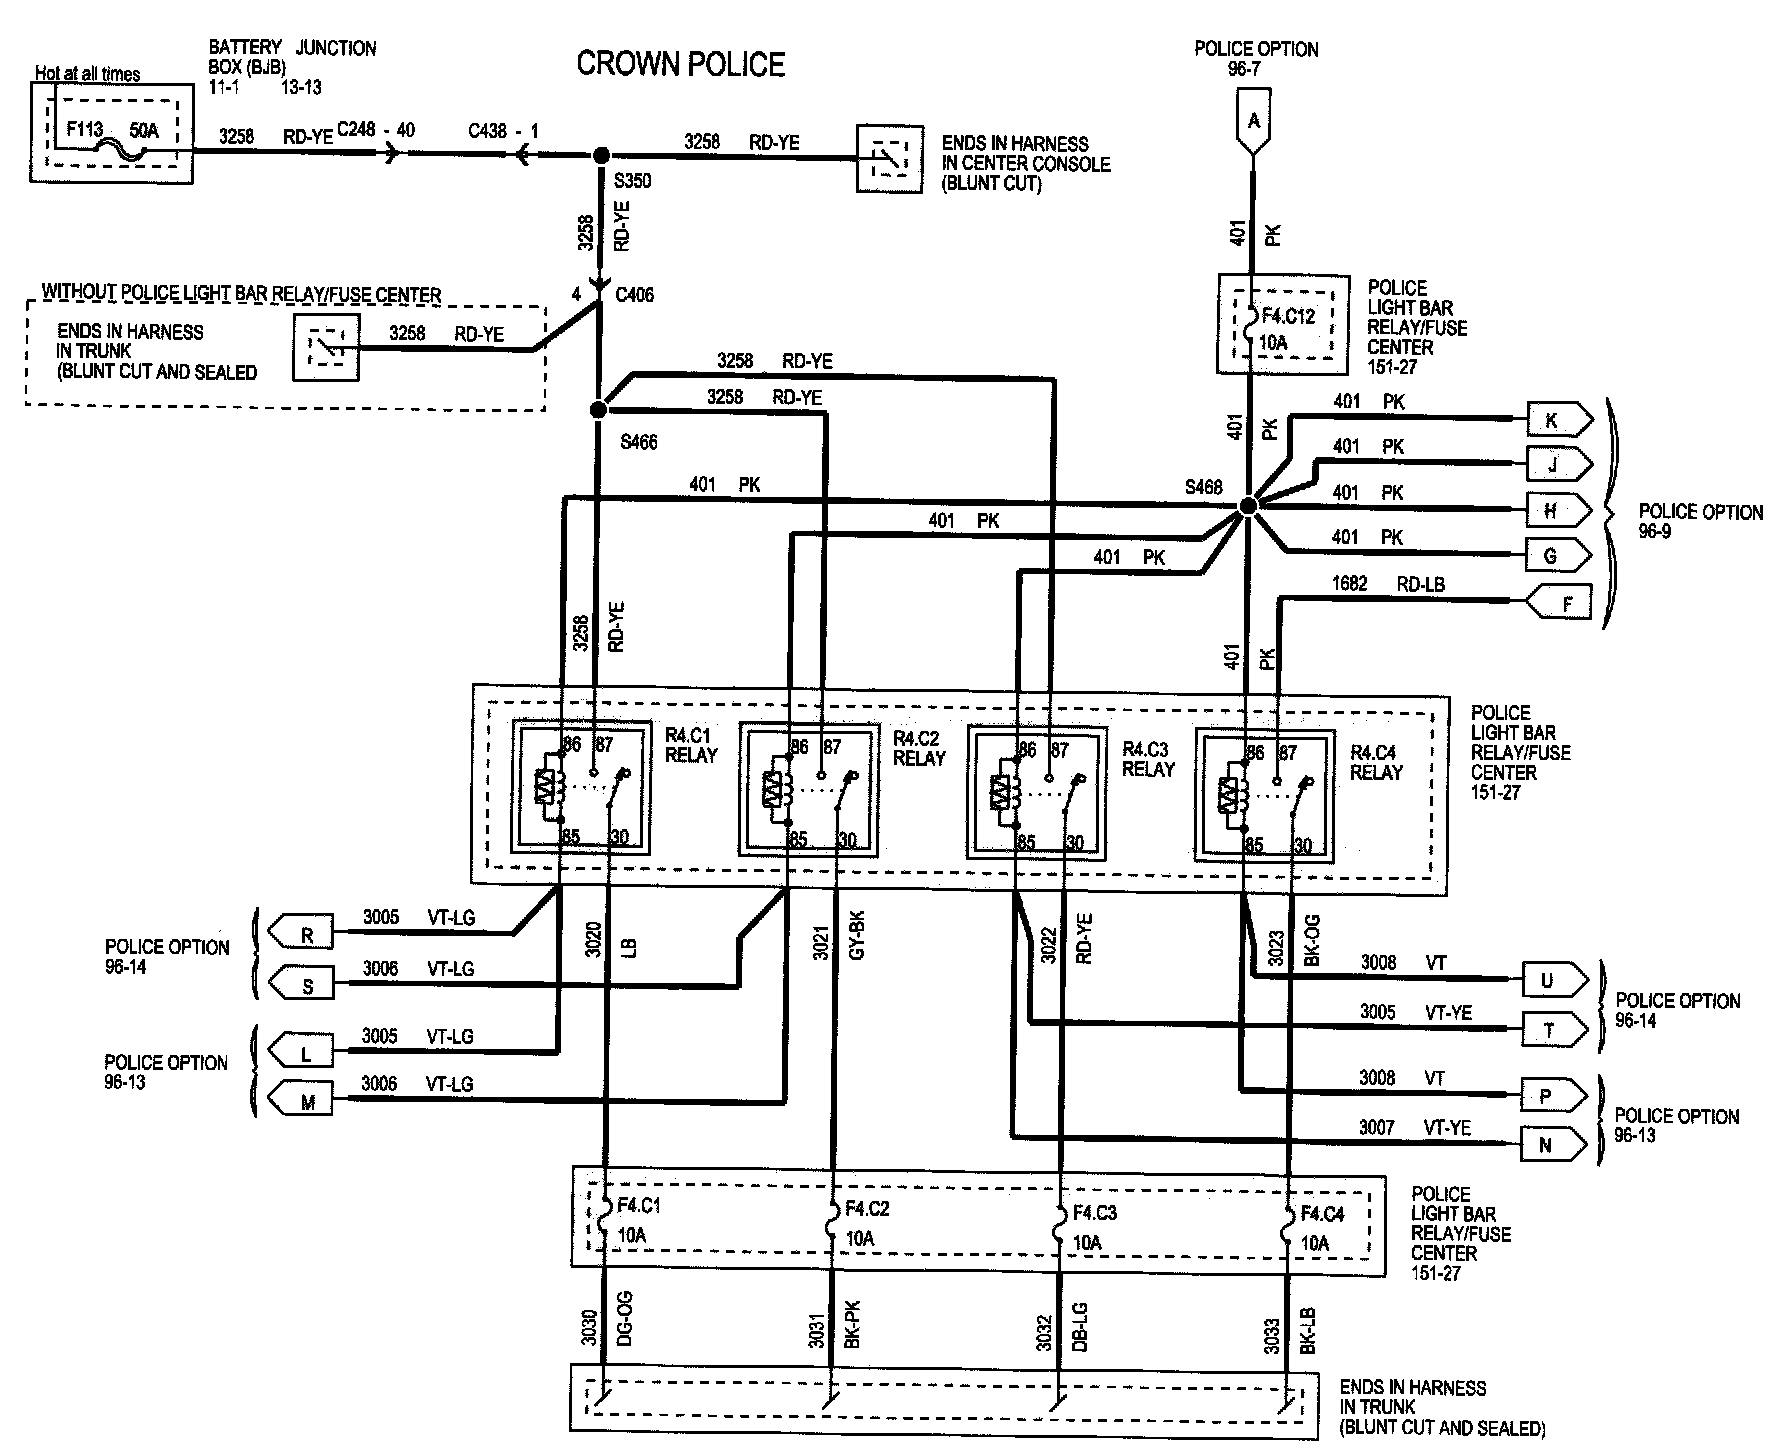 CROWN POLICE
BATTERY JUNCTION
BOX (BJB)
11-1 13-13
Hot at all times
F113 50A
3258 RD-YE
C248 - 40
C438 - 1
3258 RD-YE
S350
ENDS IN HARNESS
IN CENTER CONSOLE
(BLUNT CUT)
POLICE OPTION
96-7
A
401 PK
3258 RD-YE
4 C406
WITHOUT POLICE LIGHT BAR RELAY/FUSE CENTER
ENDS IN HARNESS
IN TRUNK
(BLUNT CUT AND SEALED
3258 RD-YE
F4.C12
10A
POLICE
LIGHT BAR
RELAY/FUSE
CENTER
151-27
3258 RD-YE
3258 RD-YE
S466
401 PK
401 PK K
401 PK J
401 PK H
401 PK G
1682 RD-LB F
POLICE OPTION
96-9
S468
401 PK
401 PK
401 PK
3258 RD-YE
401 PK
86 87
85 30
R4.C1
RELAY
86 87
85 30
R4.C2
RELAY
86 87
85 30
R4.C3
RELAY
86 87
85 30
R4.C4
RELAY
POLICE
LIGHT BAR
RELAY/FUSE
CENTER
151-27
POLICE OPTION
96-14
R 3005 VT-LG
S 3006 VT-LG
POLICE OPTION
96-13
L 3005 VT-LG
M 3006 VT-LG
3020 LB
3021 GY-BK
3022 RD-YE
3023 BK-OG
3008 VT U
3005 VT-YE T
POLICE OPTION
96-14
3008 VT P
3007 VT-YE N
POLICE OPTION
96-13
F4.C1
10A
F4.C2
10A
F4.C3
10A
F4.C4
10A
POLICE
LIGHT BAR
RELAY/FUSE
CENTER
151-27
3030 DG-OG
3031 BK-PK
3032 DB-LG
3033 BK-LB
ENDS IN HARNESS
IN TRUNK
(BLUNT CUT AND SEALED)